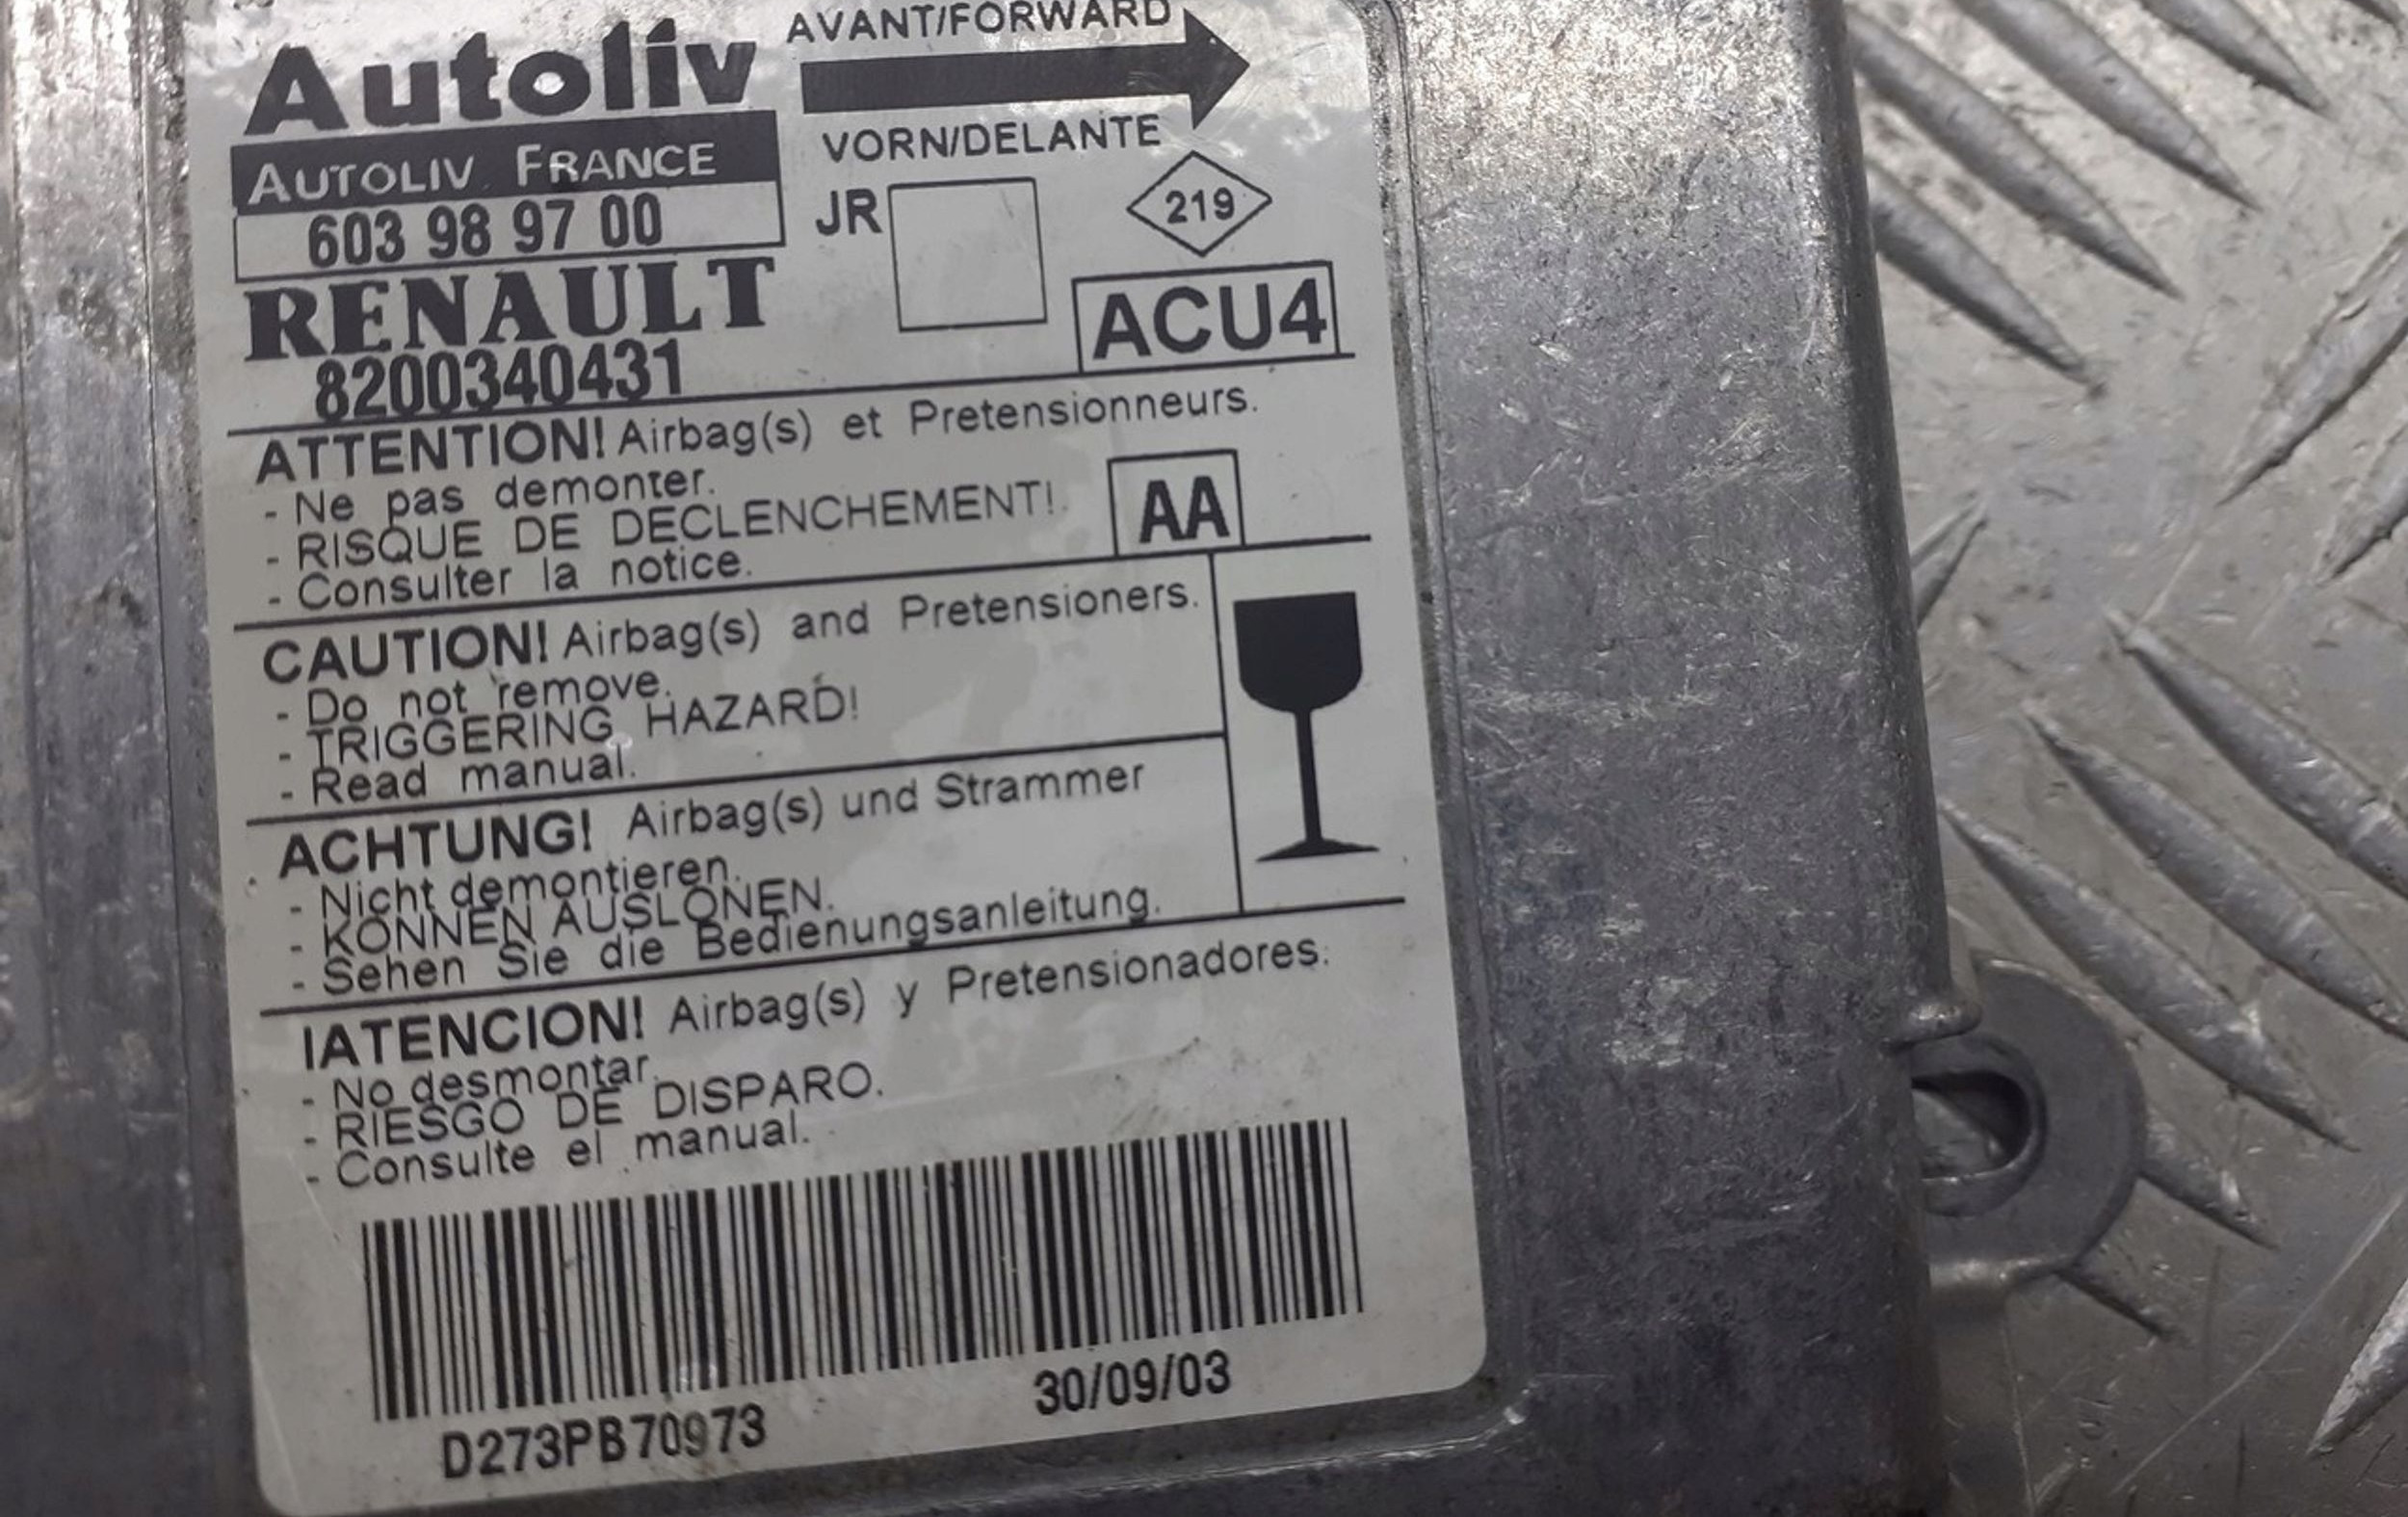 Autoliv
AVANT/FORWARD
AUTOLIV FRANCE
VORN/DELANTE
603 98 97 00
JR
219
RENAULT
8200340431
ACU4
ATTENTION! Airbag(s) et Pretensionneurs.
- Ne pas demonter.
- RISQUE DE DECLENCHEMENT!
- Consulter la notice.
AA
CAUTION! Airbag(s) and Pretensioners.
- Do not remove.
- TRIGGERING HAZARD!
- Read manual.
ACHTUNG! Airbag(s) und Strammer
- Nicht demontieren.
- KÖNNEN AUSLÖNEN.
- Sehen Sie die Bedienungsanleitung.
IATENCION! Airbag(s) y Pretensionadores.
- No desmontar.
- RIESGO DE DISPARO.
- Consulte el manual.
D273PB70973
30/09/03